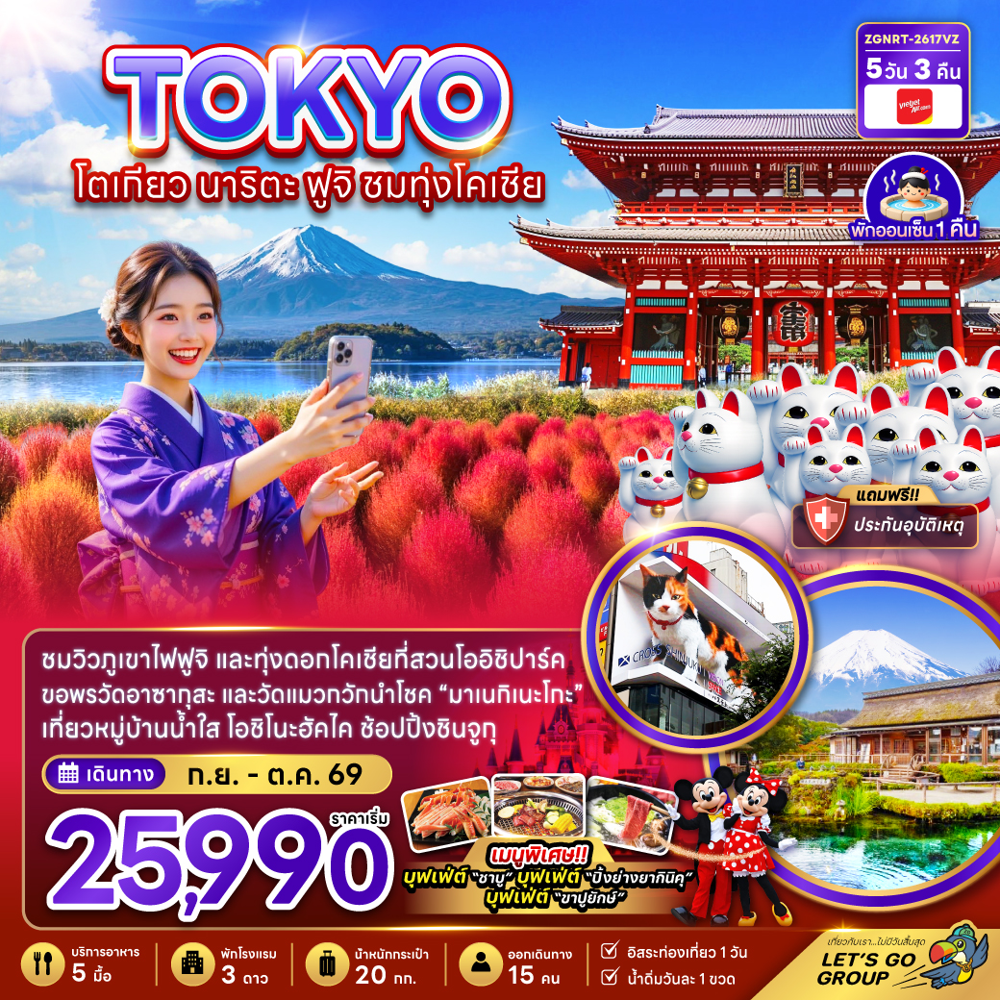 ZGNRT-2617VZ
5 วัน 3 คืน
vietjet Air.com
TOKYO
โตเกียว นาริตะ ฟูจิ ชมทุ่งโคเชีย
พักออนเซ็น 1 คืน
แถมฟรี!!
ประกันอุบัติเหตุ
CROSS SHINJUKU
ชมวิวภูเขาไฟฟูจิ และทุ่งดอกโคเชียที่สวนโออิชิปาร์ค
ขอพรวัดอาซากุสะ และวัดแมวกวักนำโชค “มาเนกิเนะโกะ”
เที่ยวหมู่บ้านน้ำใส โอชิโนะฮัคไค ช้อปปิ้งชินจูกุ
เดินทาง ก.ย. - ต.ค. 69
ราคาเริ่ม
25,990
เมนูพิเศษ!!
บุฟเฟ่ต์ “ชาบู” บุฟเฟ่ต์ “ปิ้งย่างยากินิคุ”
บุฟเฟ่ต์ “ขาปูยักษ์”
บริการอาหาร
5 มื้อ
พักโรงแรม
3 ดาว
น้ำหนักกระเป๋า
20 กก.
ออกเดินทาง
15 คน
อิสระท่องเที่ยว 1 วัน
น้ำดื่มวันละ 1 ขวด
เที่ยวกับเรา...ไม่มีวันสิ้นสุด
LET'S GO
GROUP